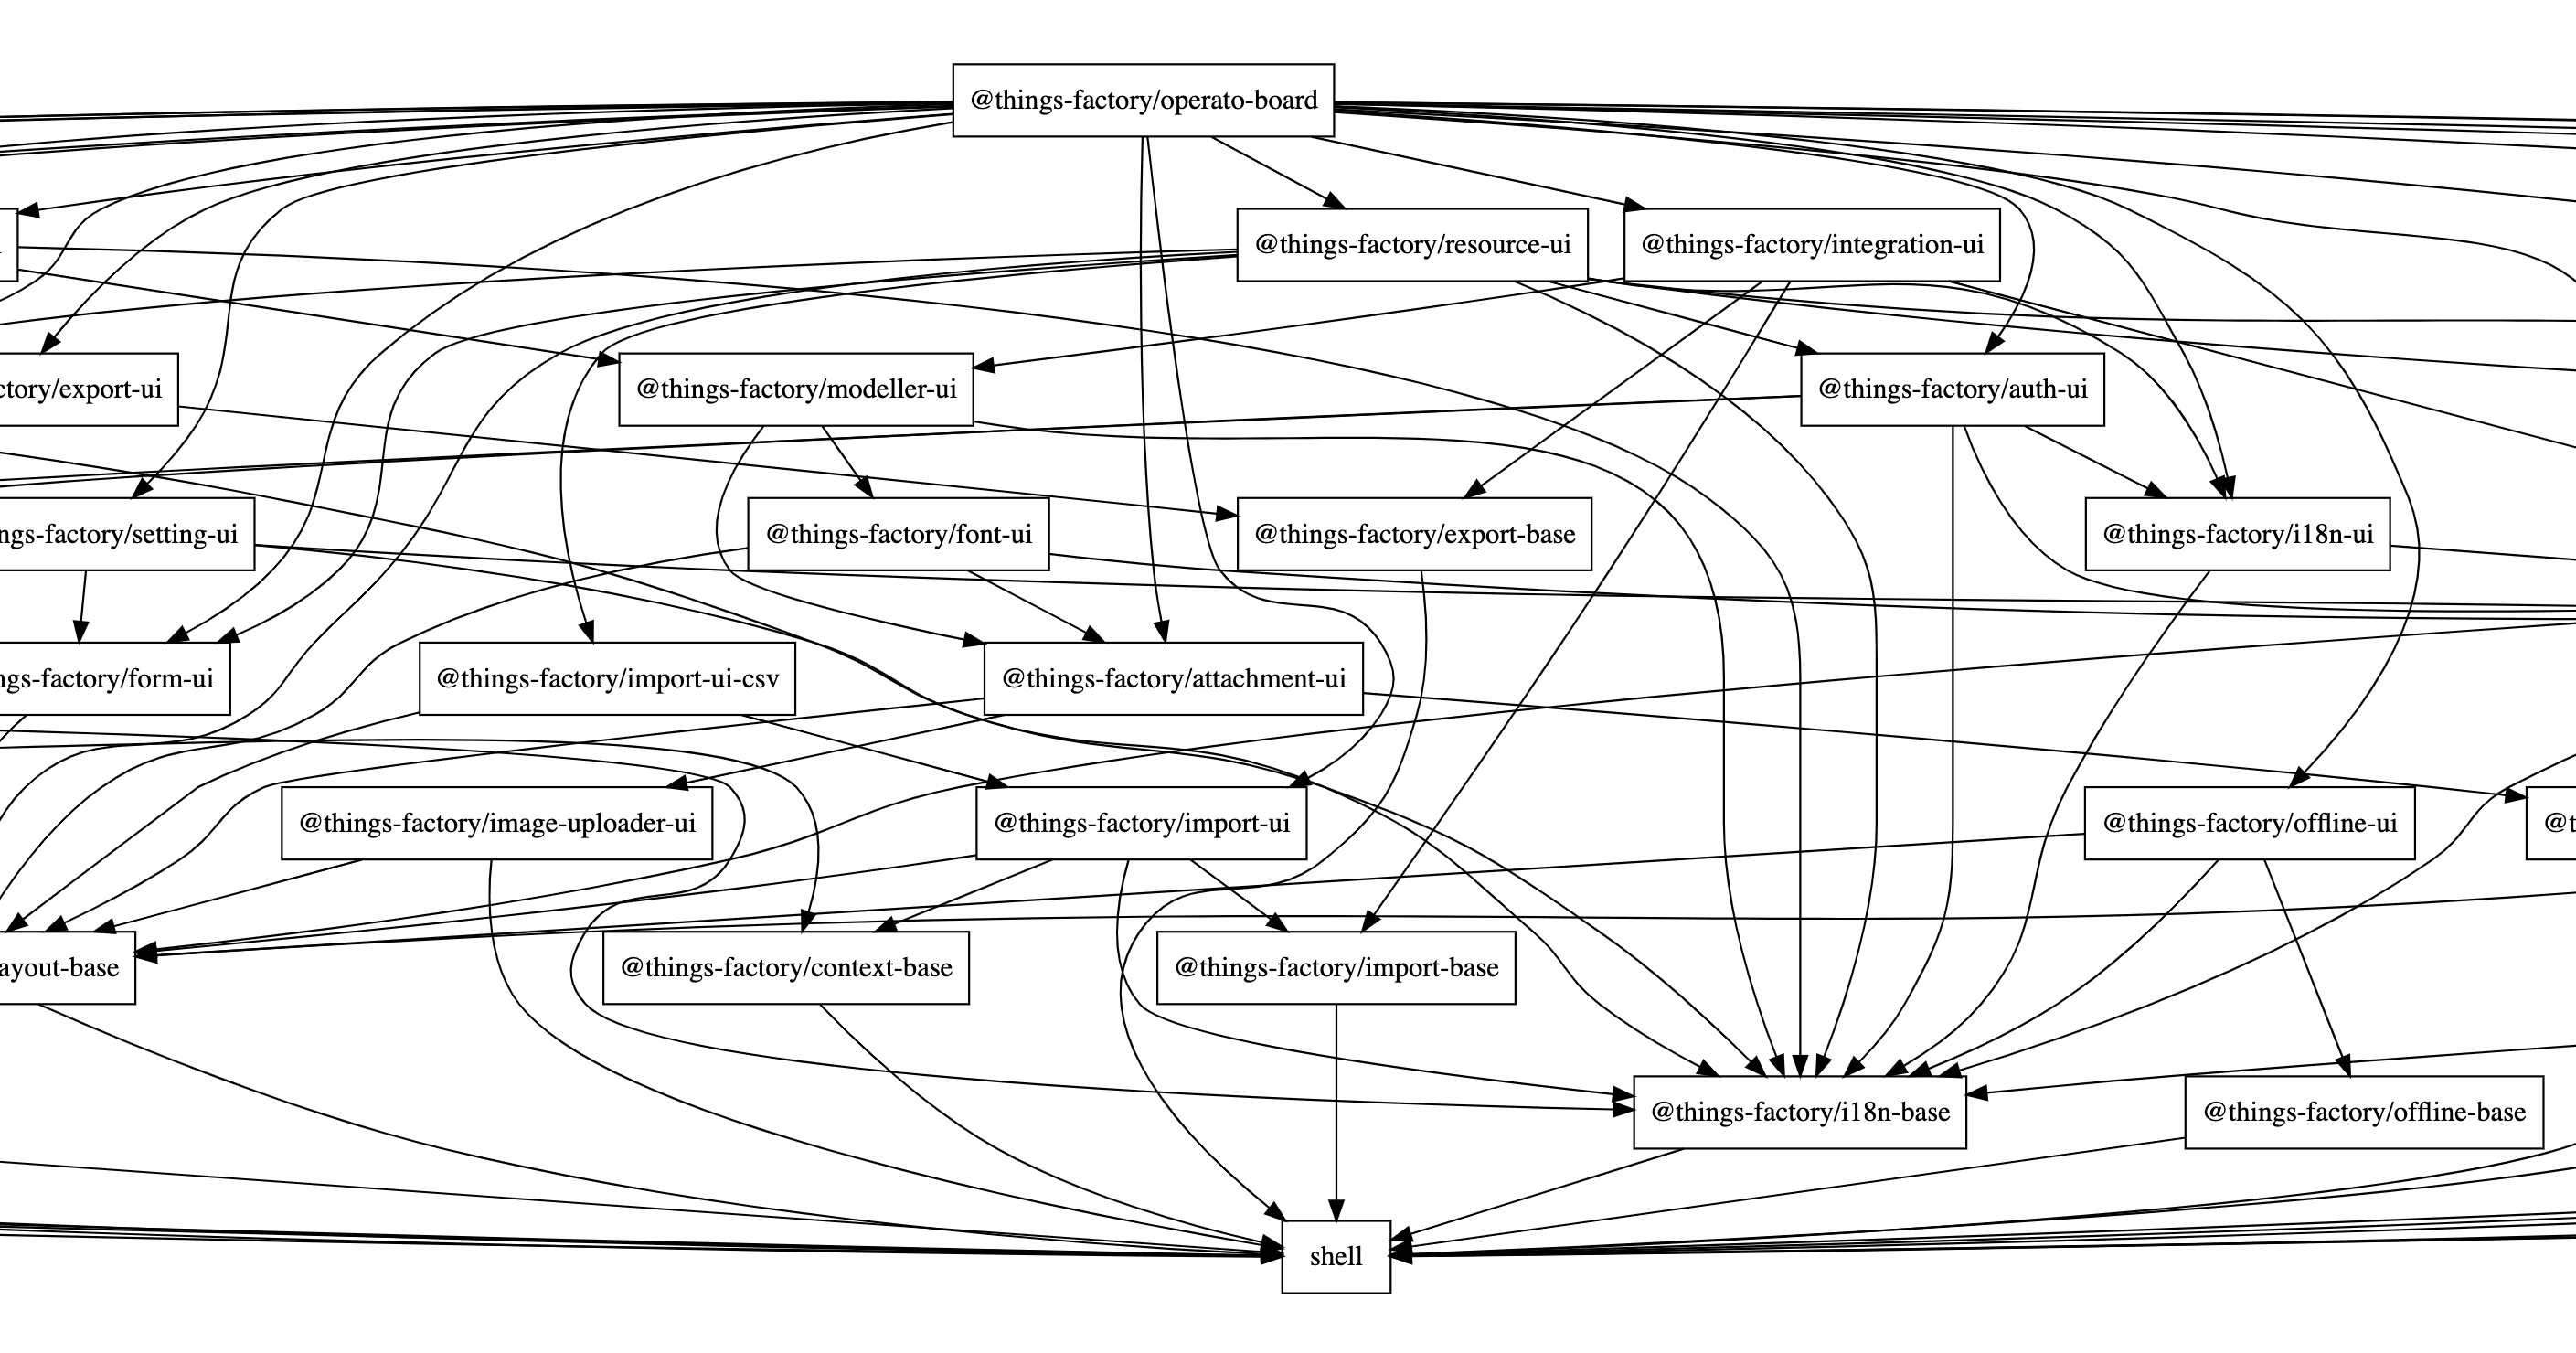 @things-factory/operato-board
@things-factory/resource-ui
@things-factory/integration-ui
ctory/export-ui
@things-factory/modeller-ui
@things-factory/auth-ui
ngs-factory/setting-ui
@things-factory/font-ui
@things-factory/export-base
@things-factory/i18n-ui
ngs-factory/form-ui
@things-factory/import-ui-csv
@things-factory/attachment-ui
@things-factory/image-uploader-ui
@things-factory/import-ui
@things-factory/offline-ui
@t
ayout-base
@things-factory/context-base
@things-factory/import-base
@things-factory/i18n-base
@things-factory/offline-base
shell